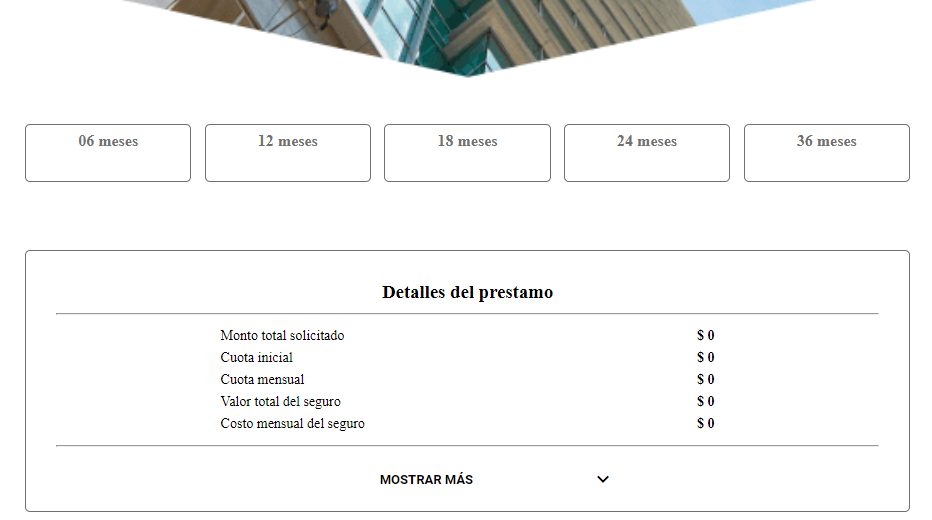 06 meses 12 meses 18 meses 24 meses 36 meses
Detalles del prestamo
Monto total solicitado $ 0
Cuota inicial $ 0
Cuota mensual $ 0
Valor total del seguro $ 0
Costo mensual del seguro $ 0
MOSTRAR MÁS